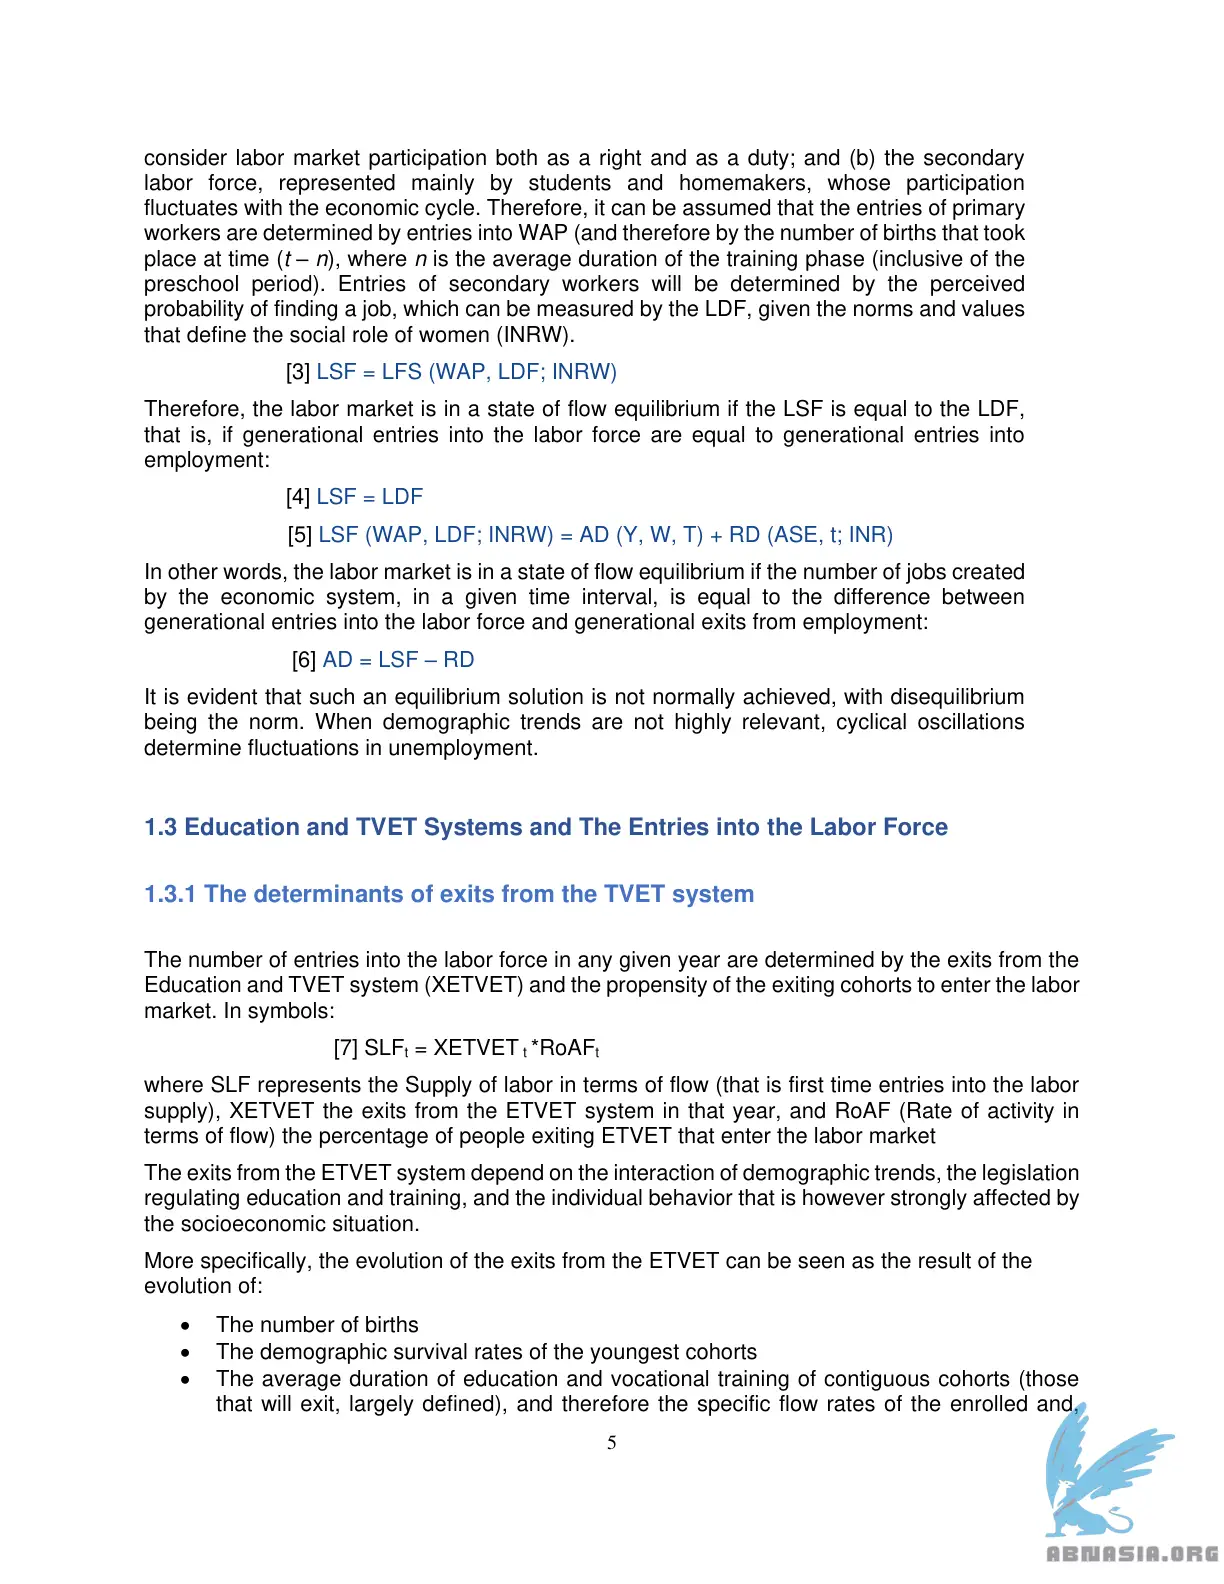 consider labor market participation both as a right and as a duty; and (b) the secondary
labor force, represented mainly by students and homemakers, whose participation
fluctuates with the economic cycle. Therefore, it can be assumed that the entries of primary
workers are determined by entries into WAP (and therefore by the number of births that took
place at time (t – n), where n is the average duration of the training phase (inclusive of the
preschool period). Entries of secondary workers will be determined by the perceived
probability of finding a job, which can be measured by the LDF, given the norms and values
that define the social role of women (INRW).
[3] LSF = LFS (WAP, LDF; INRW)
Therefore, the labor market is in a state of flow equilibrium if the LSF is equal to the LDF,
that is, if generational entries into the labor force are equal to generational entries into
employment:
[4] LSF = LDF
[5] LSF (WAP, LDF; INRW) = AD (Y, W, T) + RD (ASE, t; INR)
In other words, the labor market is in a state of flow equilibrium if the number of jobs created
by the economic system, in a given time interval, is equal to the difference between
generational entries into the labor force and generational exits from employment:
[6] AD = LSF – RD
It is evident that such an equilibrium solution is not normally achieved, with disequilibrium
being the norm. When demographic trends are not highly relevant, cyclical oscillations
determine fluctuations in unemployment.
1.3 Education and TVET Systems and The Entries into the Labor Force
1.3.1 The determinants of exits from the TVET system
The number of entries into the labor force in any given year are determined by the exits from the
Education and TVET system (XETVET) and the propensity of the exiting cohorts to enter the labor
market. In symbols:
[7] SLFt = XETVET t *RoAFt
where SLF represents the Supply of labor in terms of flow (that is first time entries into the labor
supply), XETVET the exits from the ETVET system in that year, and RoAF (Rate of activity in
terms of flow) the percentage of people exiting ETVET that enter the labor market
The exits from the ETVET system depend on the interaction of demographic trends, the legislation
regulating education and training, and the individual behavior that is however strongly affected by
the socioeconomic situation.
More specifically, the evolution of the exits from the ETVET can be seen as the result of the
evolution of:
• The number of births
• The demographic survival rates of the youngest cohorts
• The average duration of education and vocational training of contiguous cohorts (those
that will exit, largely defined), and therefore the specific flow rates of the enrolled and,
5
ABNASIA.ORG